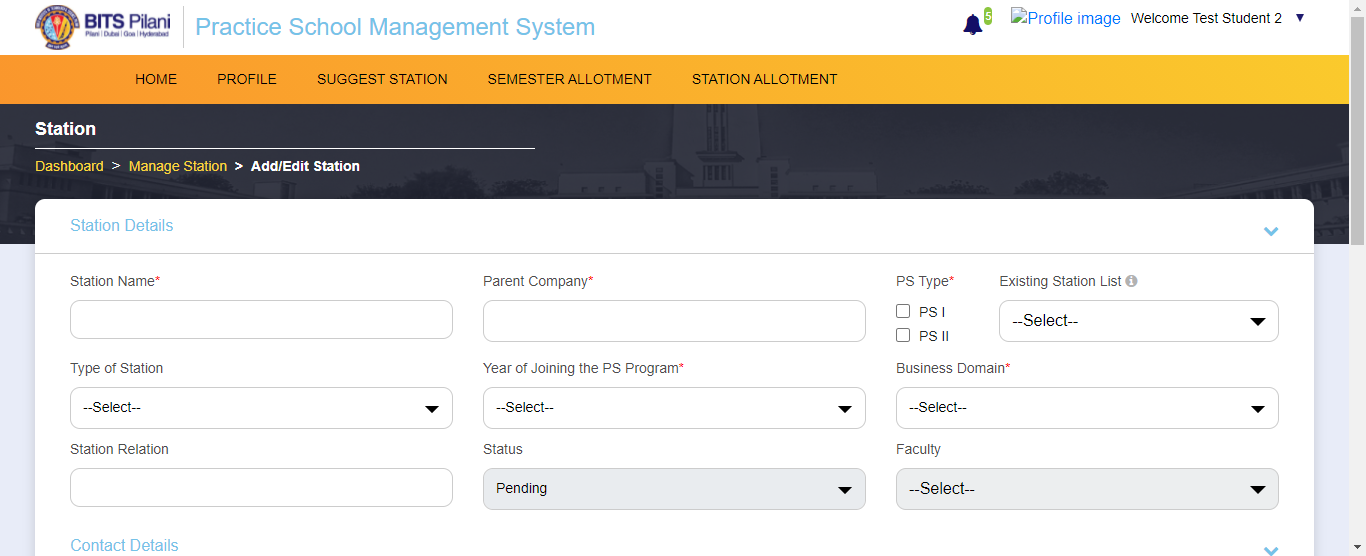 BITS Pilani
Pilani | Dubai | Goa | Hyderabad
Practice School Management System
5
Profile image
Welcome Test Student 2
HOME PROFILE SUGGEST STATION SEMESTER ALLOTMENT STATION ALLOTMENT
Station
Dashboard > Manage Station > Add/Edit Station
Station Details
Station Name* Parent Company* PS Type* Existing Station List
PS I
--Select--
PS II
Type of Station Year of Joining the PS Program* Business Domain*
--Select-- --Select-- --Select--
Station Relation Status Faculty
Pending --Select--
Contact Details